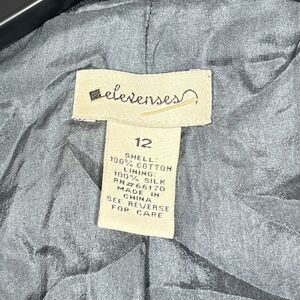 elevenses
12
SHELL:
100% COTTON
LINING:
100% SILK
RN#66170
MADE IN
CHINA
SEE REVERSE
FOR CARE